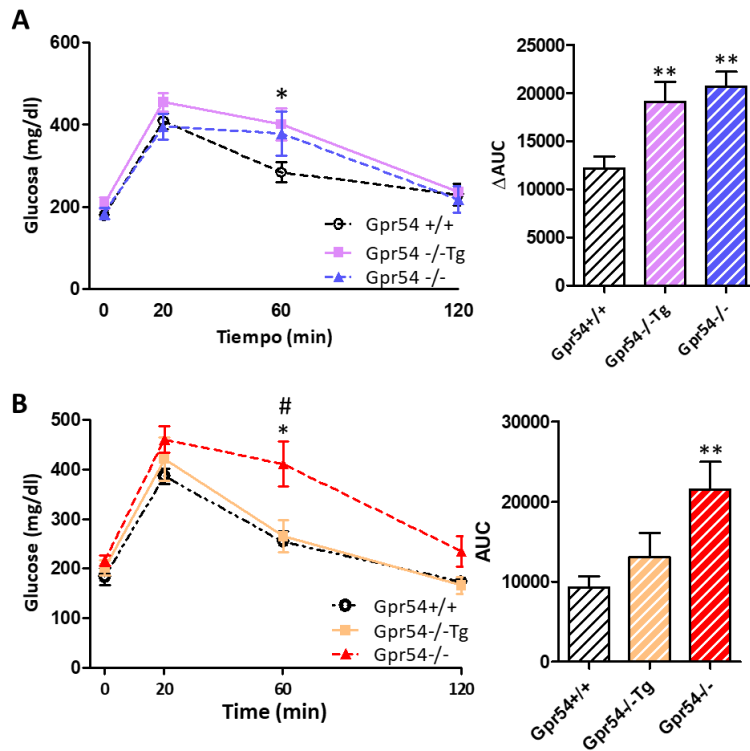 A
Glucosa (mg/dl)
600
400
200
0
*
Gpr54 +/+
Gpr54 -/-Tg
Gpr54 -/-
0 20 60 120
Tiempo (min)
ΔAUC
25000
20000
15000
10000
5000
0
** **
Gpr54+/+
Gpr54-/-Tg
Gpr54-/-
B
Glucose (mg/dl)
500
400
300
200
100
0
#
*
Gpr54+/+
Gpr54-/-Tg
Gpr54-/-
0 20 60 120
Time (min)
AUC
30000
20000
10000
0
**
Gpr54+/+
Gpr54-/-Tg
Gpr54-/-